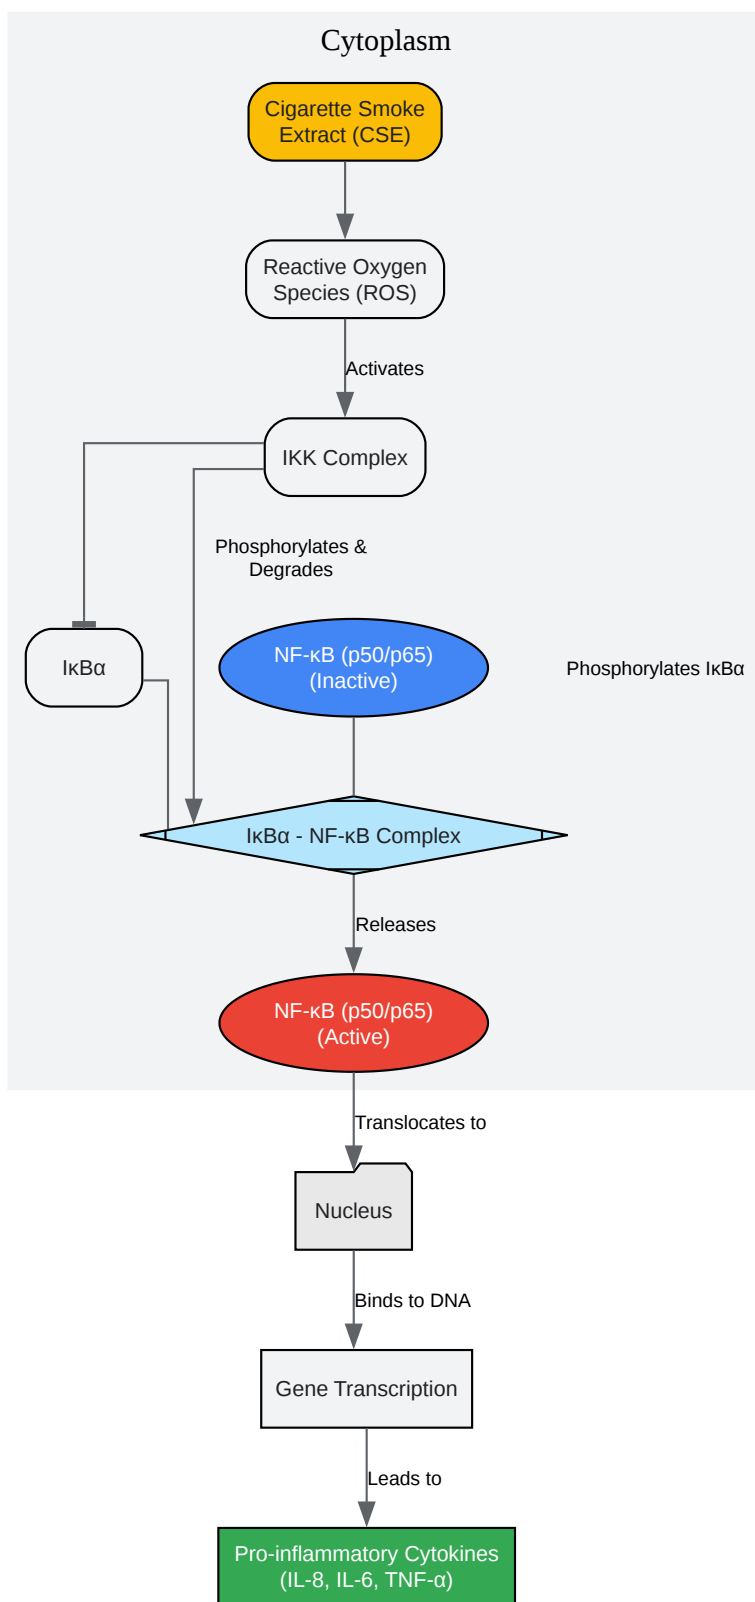 Cytoplasm
Cigarette Smoke
Extract (CSE)
Reactive Oxygen
Species (ROS)
Activates
IKK Complex
Phosphorylates &
Degrades
IκBα
NF-κB (p50/p65)
(Inactive)
Phosphorylates IκBα
IκBα - NF-κB Complex
Releases
NF-κB (p50/p65)
(Active)
Translocates to
Nucleus
Binds to DNA
Gene Transcription
Leads to
Pro-inflammatory Cytokines
(IL-8, IL-6, TNF-α)